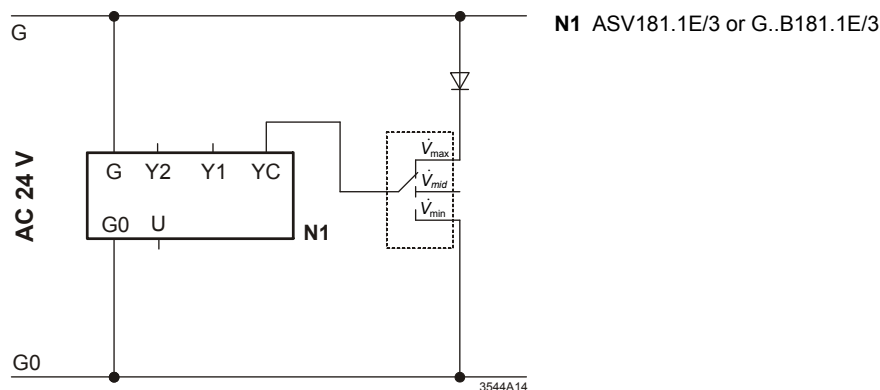 G
N1 ASV181.1E/3 or G..B181.1E/3
AC 24 V
V̇max
G Y2 Y1 YC
V̇mid
V̇min
G0 U
N1
G0
3544A14